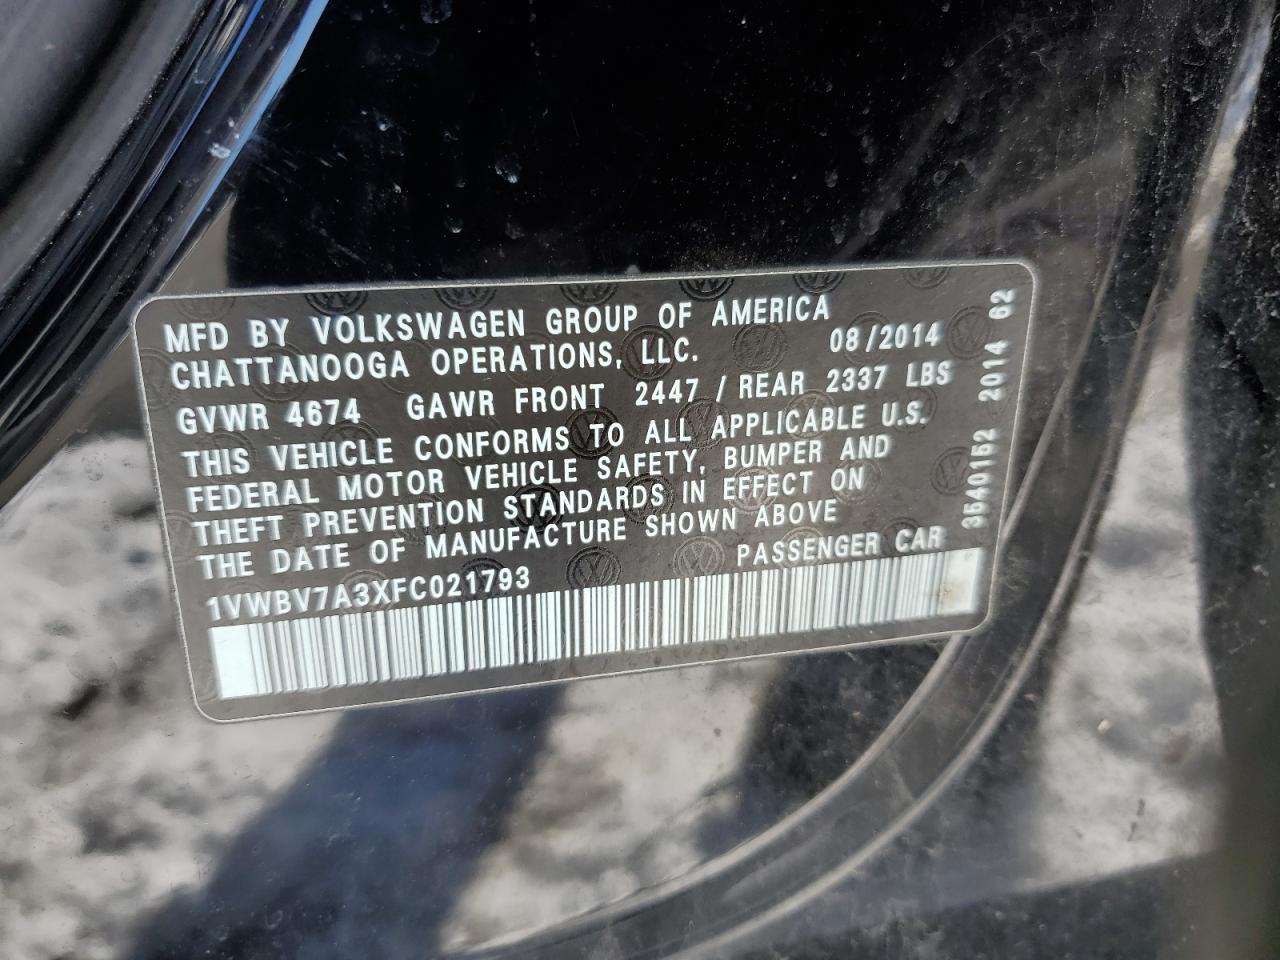 MFD BY VOLKSWAGEN GROUP OF AMERICA
CHATTANOOGA OPERATIONS, LLC. 08/2014
GVWR 4674 GAWR FRONT 2447 / REAR 2337 LBS
THIS VEHICLE CONFORMS TO ALL APPLICABLE U.S.
FEDERAL MOTOR VEHICLE SAFETY, BUMPER AND
THEFT PREVENTION STANDARDS IN EFFECT ON
THE DATE OF MANUFACTURE SHOWN ABOVE
1VWBV7A3XFC021793 PASSENGER CAR
3540152 2014 62